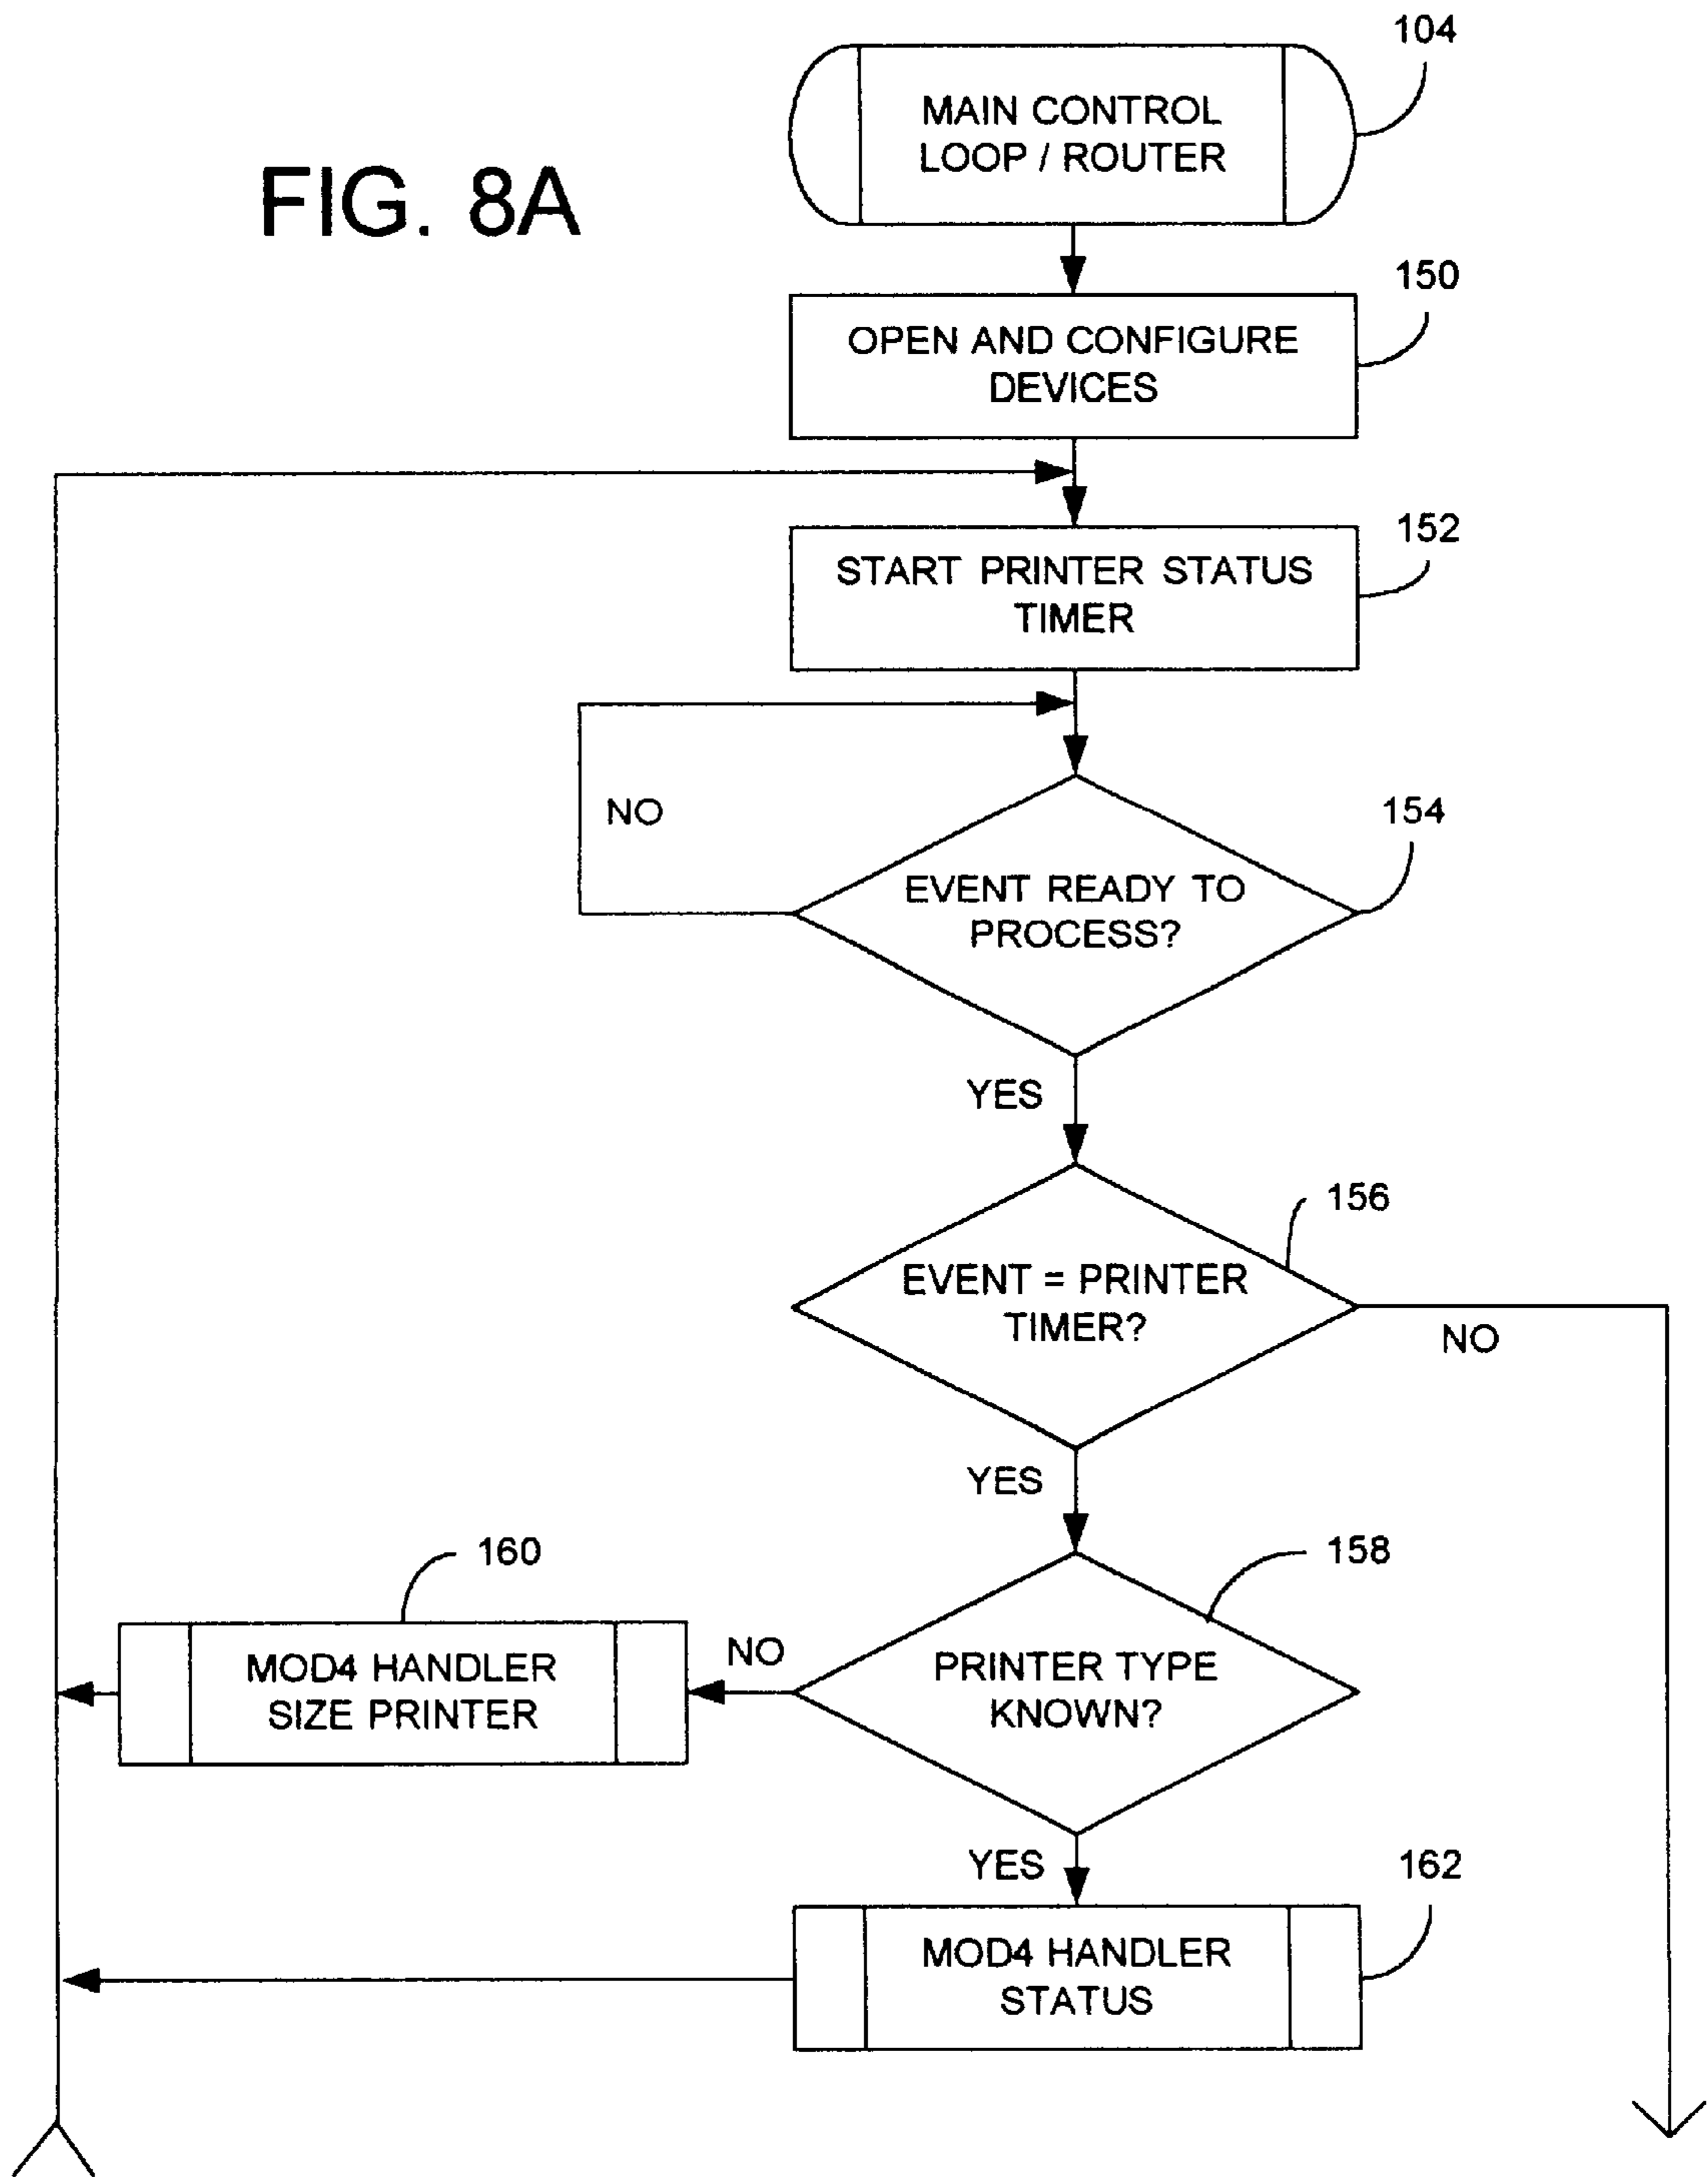 104
MAIN CONTROL
LOOP / ROUTER
FIG. 8A
150
OPEN AND CONFIGURE
DEVICES
152
START PRINTER STATUS
TIMER
NO
154
EVENT READY TO
PROCESS?
YES
156
EVENT = PRINTER
TIMER?
NO
YES
160
158
MOD4 HANDLER
SIZE PRINTER
NO
PRINTER TYPE
KNOWN?
YES
162
MOD4 HANDLER
STATUS